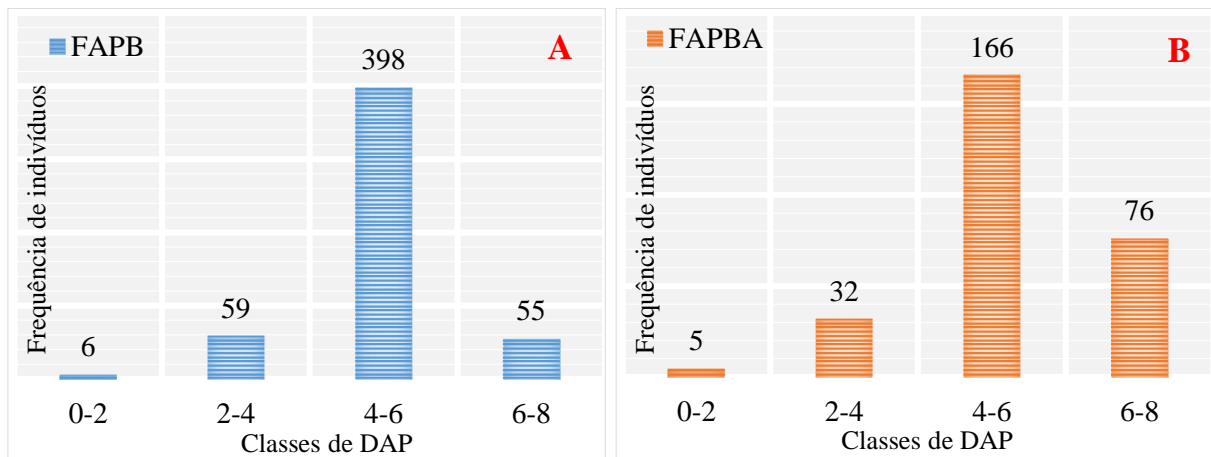 FAPB
A
Frequência de indivíduos
6
59
398
55
0-2
2-4
4-6
6-8
Classes de DAP
FAPBA
B
Frequência de indivíduos
5
32
166
76
0-2
2-4
4-6
6-8
Classes de DAP